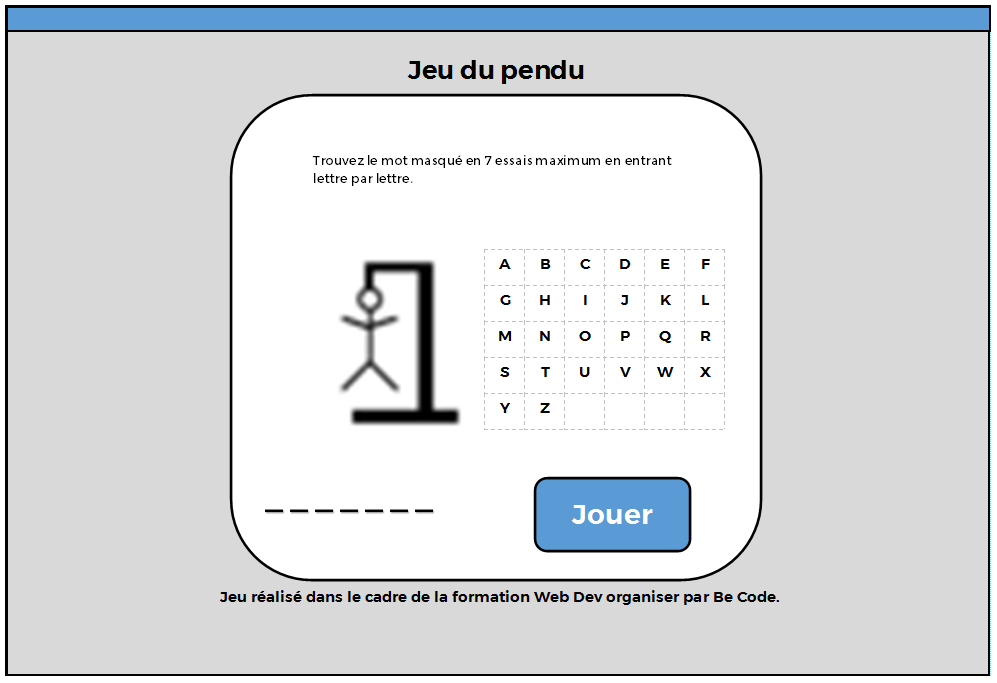 Jeu du pendu
Trouvez le mot masqué en 7 essais maximum en entrant
lettre par lettre.
A B C D E F
G H I J K L
M N O P Q R
S T U V W X
Y Z
Jouer
Jeu réalisé dans le cadre de la formation Web Dev organiser par Be Code.